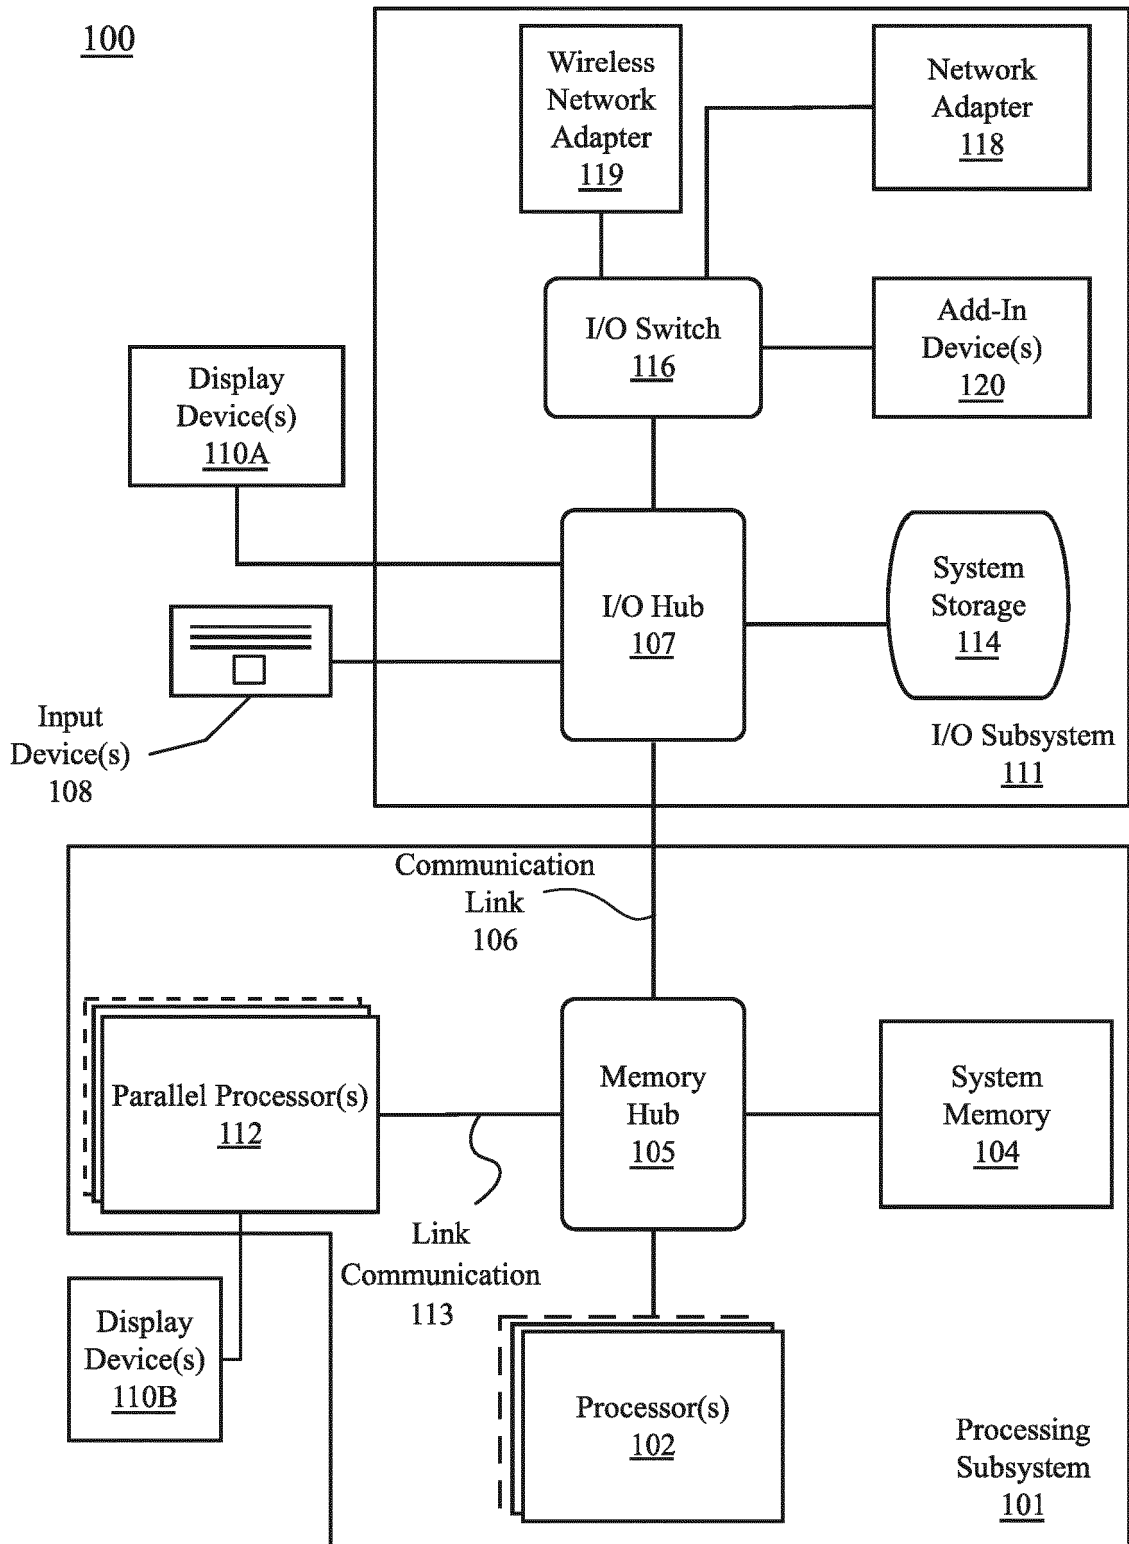 100
Wireless
Network
Adapter
119
Network
Adapter
118
I/O Switch
116
Add-In
Device(s)
120
Display
Device(s)
110A
I/O Hub
107
System
Storage
114
Input
Device(s)
108
I/O Subsystem
111
Communication
Link
106
Parallel Processor(s)
112
Memory
Hub
105
System
Memory
104
Link
Communication
113
Display
Device(s)
110B
Processor(s)
102
Processing
Subsystem
101